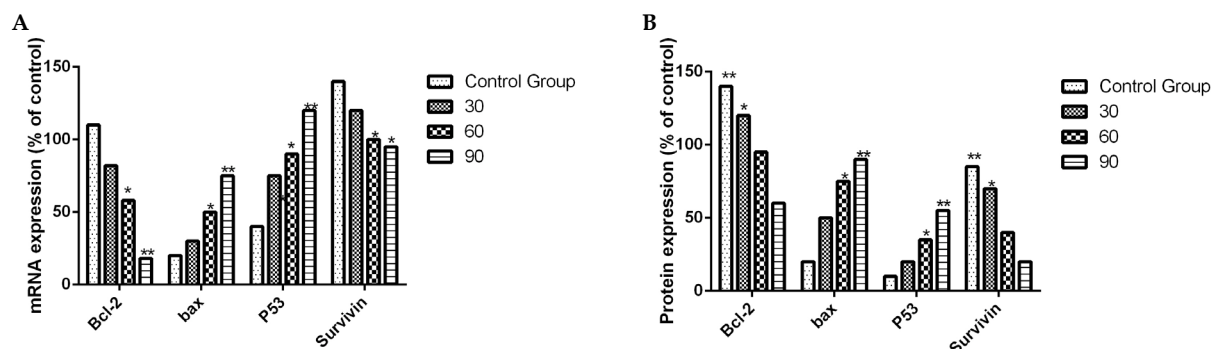 A
mRNA expression (% of control)
150
100
50
0
**
*
*
**
*
**
*
*
Bcl-2
bax
P53
Survivin
Control Group
30
60
90
B
Protein expression (% of control)
150
100
50
0
**
*
*
**
*
**
**
*
Bcl-2
bax
P53
Survivin
Control Group
30
60
90